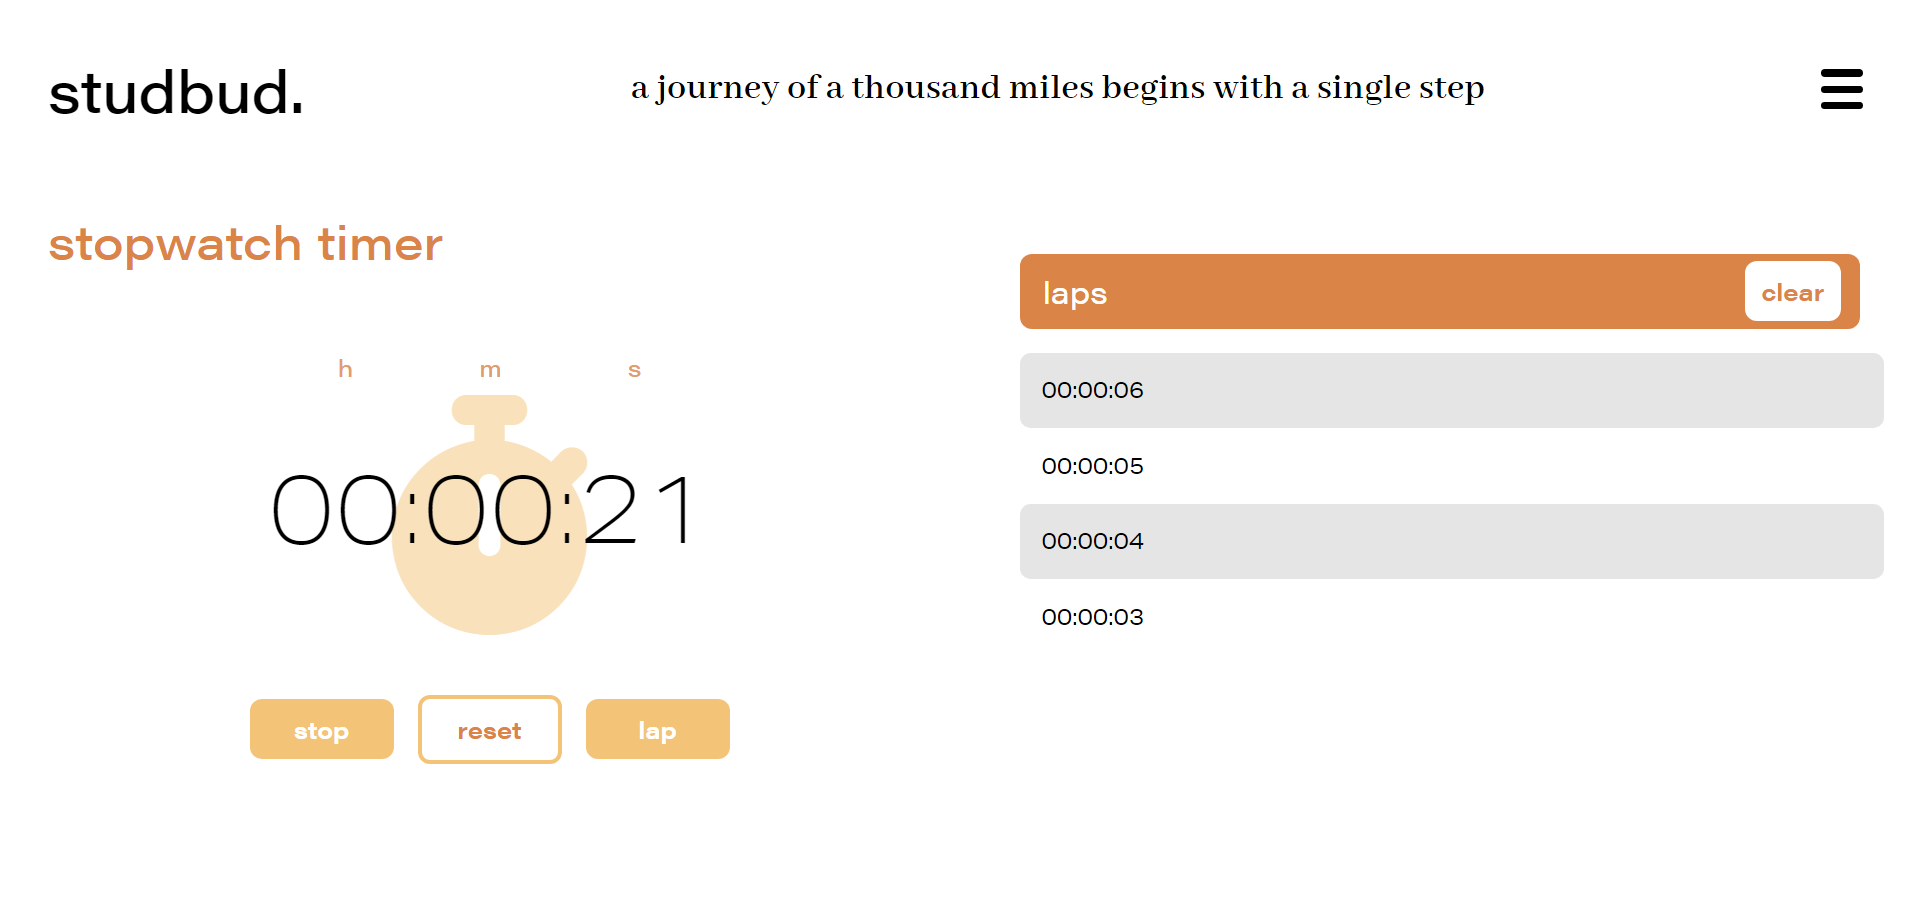 studbud.
a journey of a thousand miles begins with a single step
stopwatch timer
h m s
00:00:21
stop reset lap
laps clear
00:00:06
00:00:05
00:00:04
00:00:03